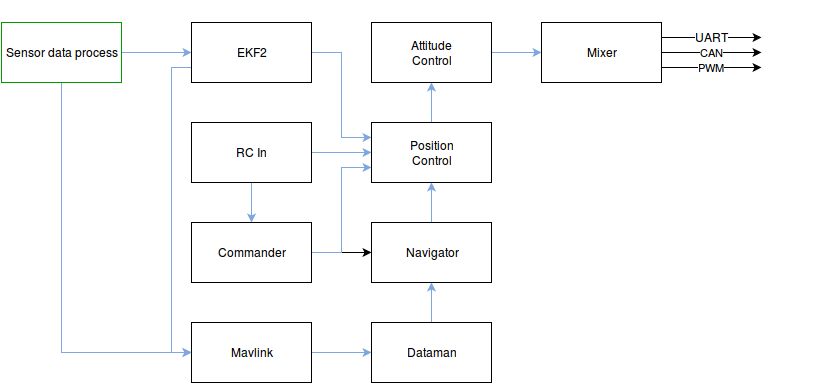 Sensor data process
EKF2
Attitude
Control
Mixer
UART
CAN
PWM
RC In
Position
Control
Commander
Navigator
Mavlink
Dataman